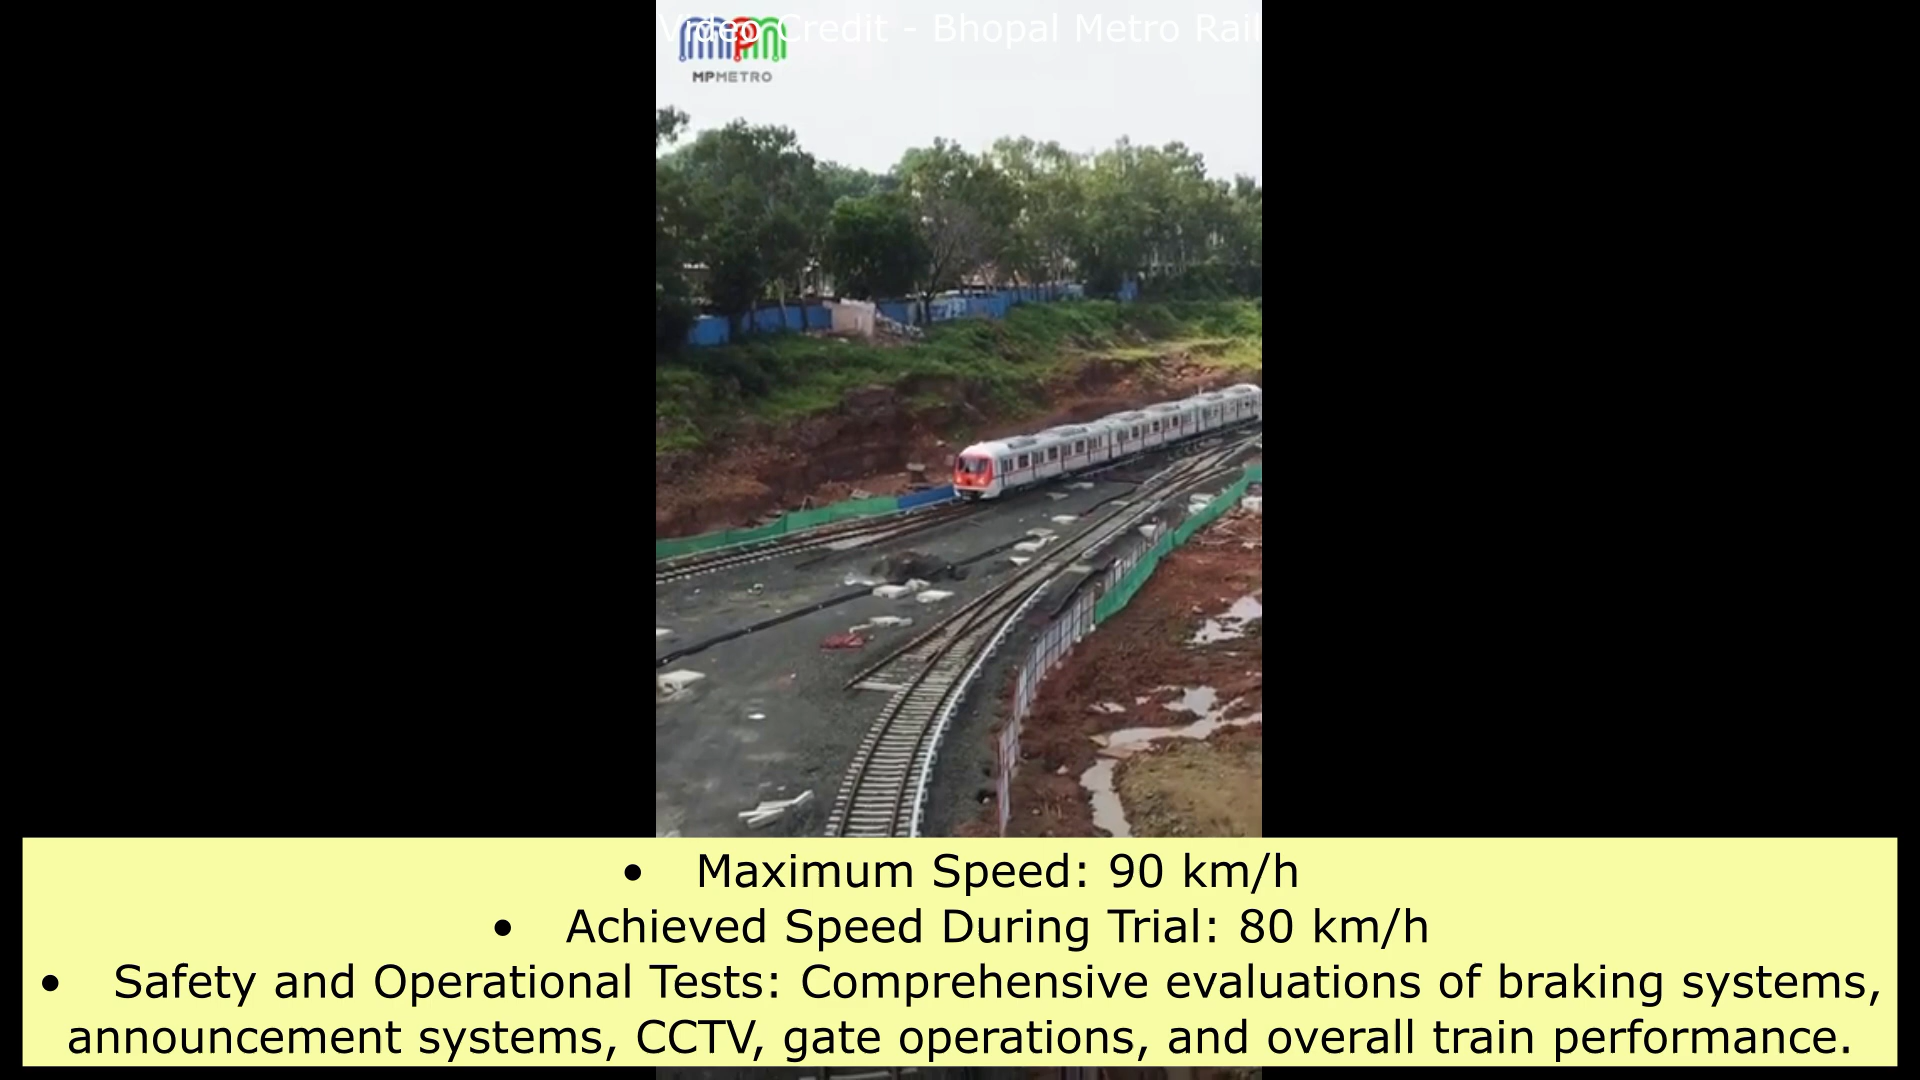 Video Credit - Bhopal Metro Rail
MPMETRO
• Maximum Speed: 90 km/h
• Achieved Speed During Trial: 80 km/h
• Safety and Operational Tests: Comprehensive evaluations of braking systems,
announcement systems, CCTV, gate operations, and overall train performance.